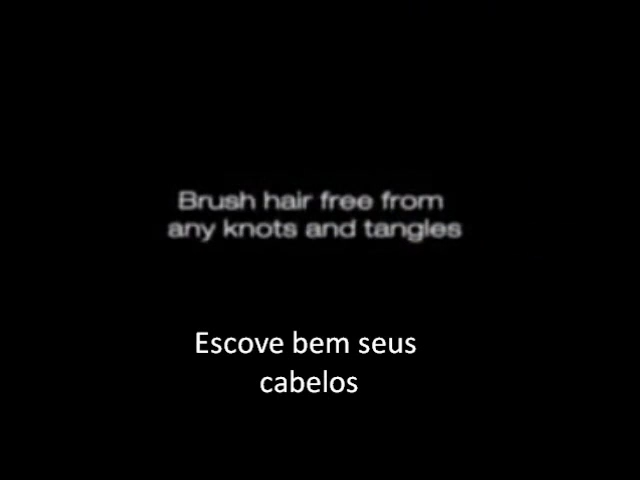 Brush hair free from
any knots and tangles
Escove bem seus
cabelos